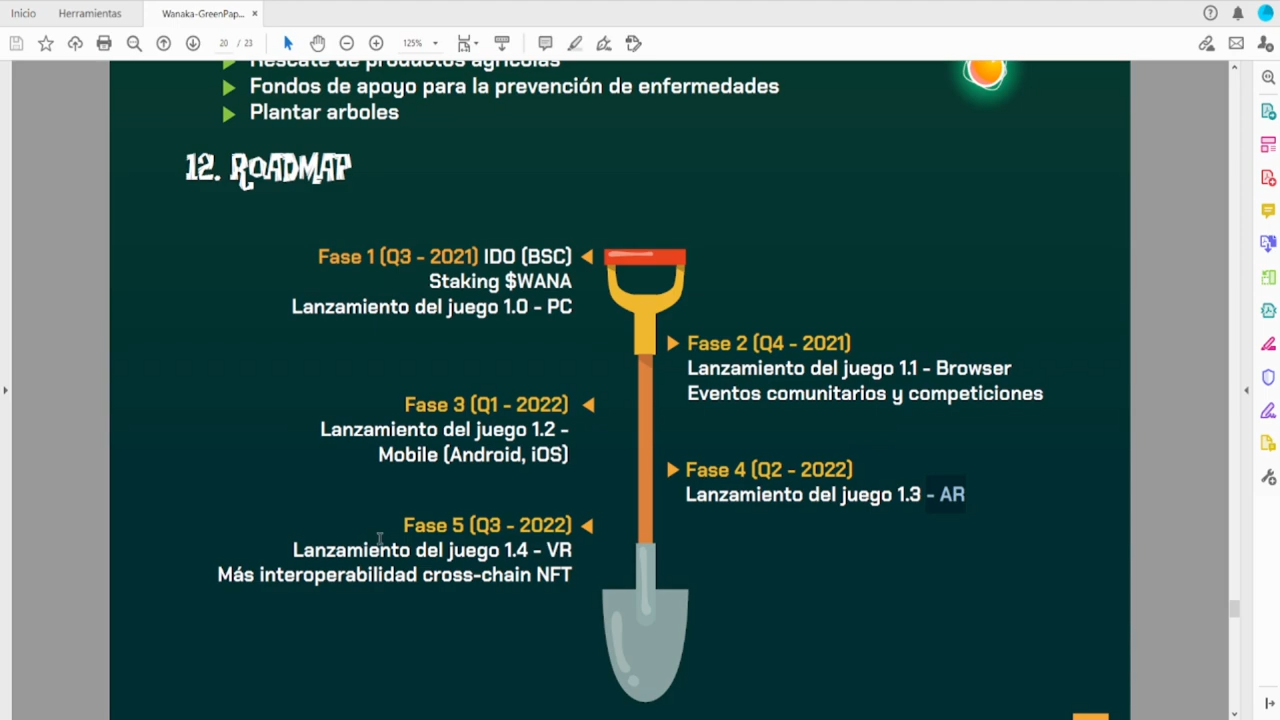 Inicio
Herramientas
Wanaka-GreenPap...
×
20 / 23
125%
Rescate de productos agrícolas
Fondos de apoyo para la prevención de enfermedades
Plantar arboles
12. ROADMAP
Fase 1 (Q3 - 2021) IDO (BSC)
Staking $WANA
Lanzamiento del juego 1.0 - PC
Fase 2 (Q4 - 2021)
Lanzamiento del juego 1.1 - Browser
Eventos comunitarios y competiciones
Fase 3 (Q1 - 2022)
Lanzamiento del juego 1.2 -
Mobile (Android, iOS)
Fase 4 (Q2 - 2022)
Lanzamiento del juego 1.3 - AR
Fase 5 (Q3 - 2022)
Lanzamiento del juego 1.4 - VR
Más interoperabilidad cross-chain NFT